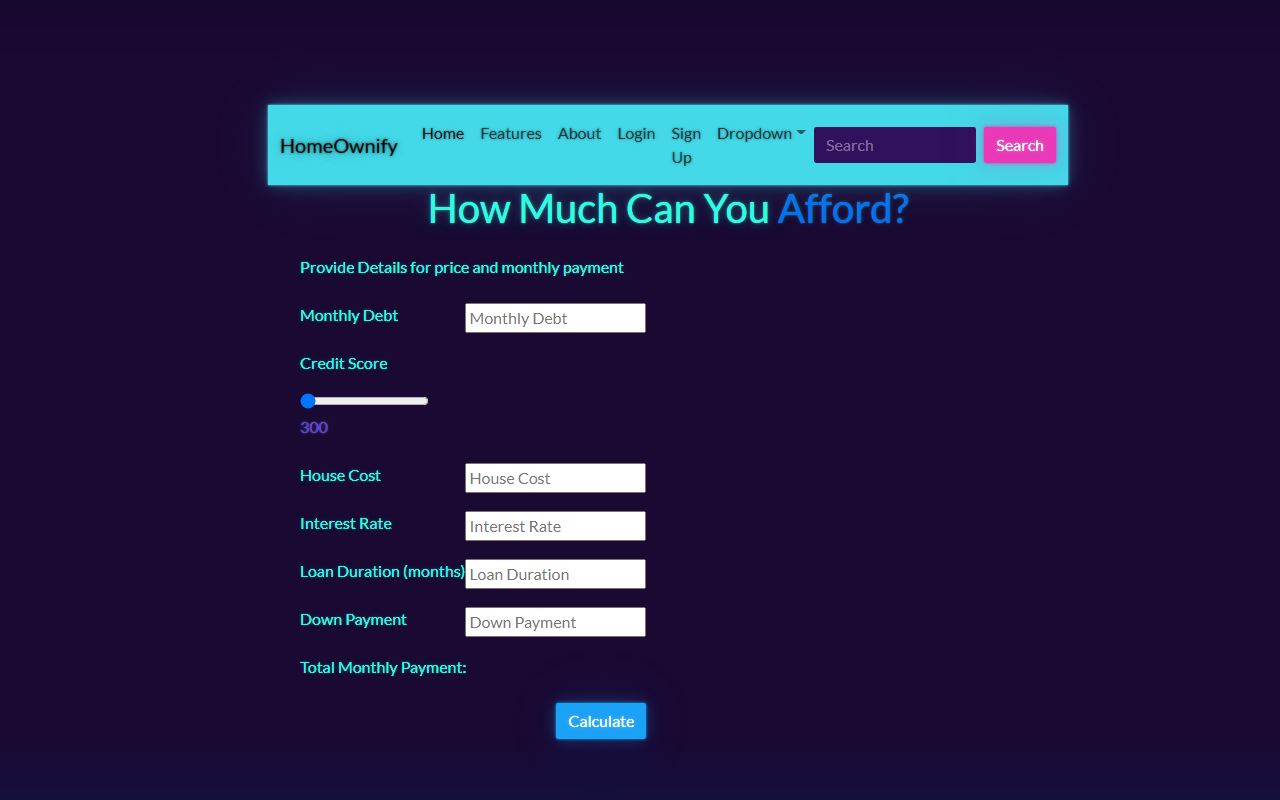 HomeOwnify Home Features About Login Sign Up Dropdown Search Search
How Much Can You Afford?
Provide Details for price and monthly payment
Monthly Debt Monthly Debt
Credit Score
300
House Cost House Cost
Interest Rate Interest Rate
Loan Duration (months) Loan Duration
Down Payment Down Payment
Total Monthly Payment:
Calculate